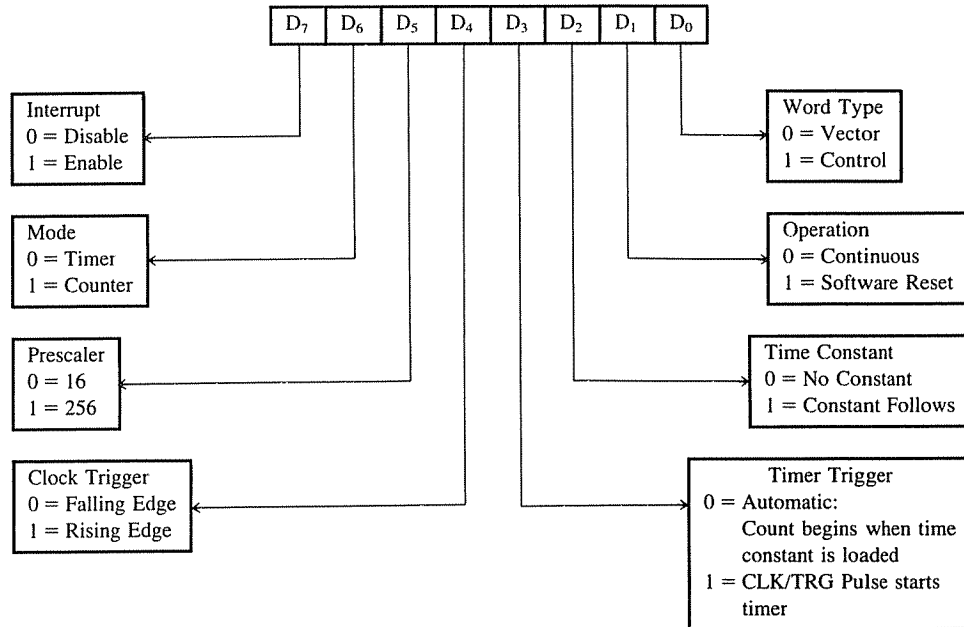 D₇ D₆ D₅ D₄ D₃ D₂ D₁ D₀
Interrupt
0 = Disable
1 = Enable
Mode
0 = Timer
1 = Counter
Prescaler
0 = 16
1 = 256
Clock Trigger
0 = Falling Edge
1 = Rising Edge
Word Type
0 = Vector
1 = Control
Operation
0 = Continuous
1 = Software Reset
Time Constant
0 = No Constant
1 = Constant Follows
Timer Trigger
0 = Automatic:
Count begins when time
constant is loaded
1 = CLK/TRG Pulse starts
timer